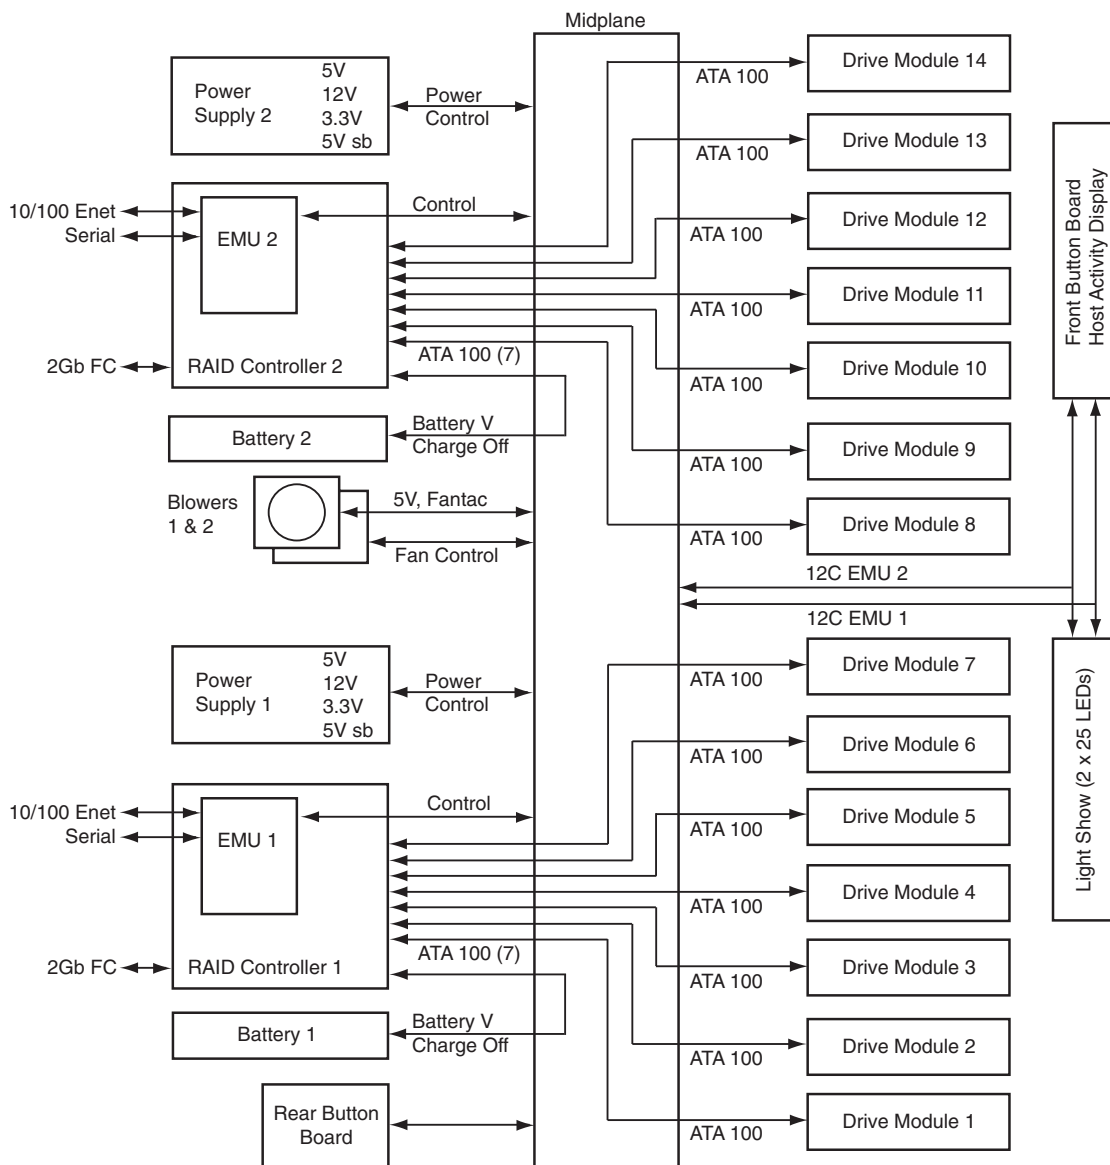 Midplane
Power
Supply 2
5V
12V
3.3V
5V sb
Power
Control
10/100 Enet
Serial
EMU 2
Control
2Gb FC
RAID Controller 2
ATA 100 (7)
Battery 2
Battery V
Charge Off
Blowers
1 & 2
5V, Fantac
Fan Control
Power
Supply 1
5V
12V
3.3V
5V sb
Power
Control
10/100 Enet
Serial
EMU 1
Control
2Gb FC
RAID Controller 1
ATA 100 (7)
Battery 1
Battery V
Charge Off
Rear Button
Board
ATA 100
Drive Module 14
ATA 100
Drive Module 13
ATA 100
Drive Module 12
ATA 100
Drive Module 11
ATA 100
Drive Module 10
ATA 100
Drive Module 9
ATA 100
Drive Module 8
12C EMU 2
12C EMU 1
ATA 100
Drive Module 7
ATA 100
Drive Module 6
ATA 100
Drive Module 5
ATA 100
Drive Module 4
ATA 100
Drive Module 3
ATA 100
Drive Module 2
ATA 100
Drive Module 1
Front Button Board
Host Activity Display
Light Show (2 x 25 LEDs)